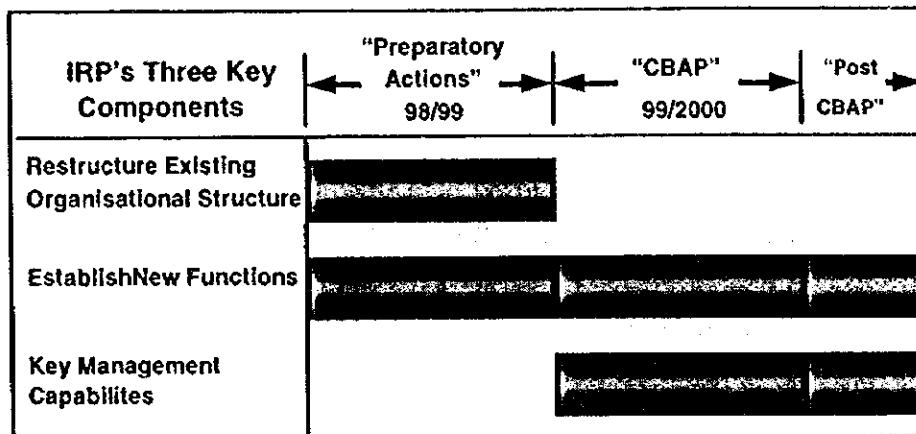 IRP's Three Key
Components
"Preparatory
Actions"
98/99
"CBAP"
99/2000
"Post
CBAP"
Restructure Existing
Organisational Structure
EstablishNew Functions
Key Management
Capabilites